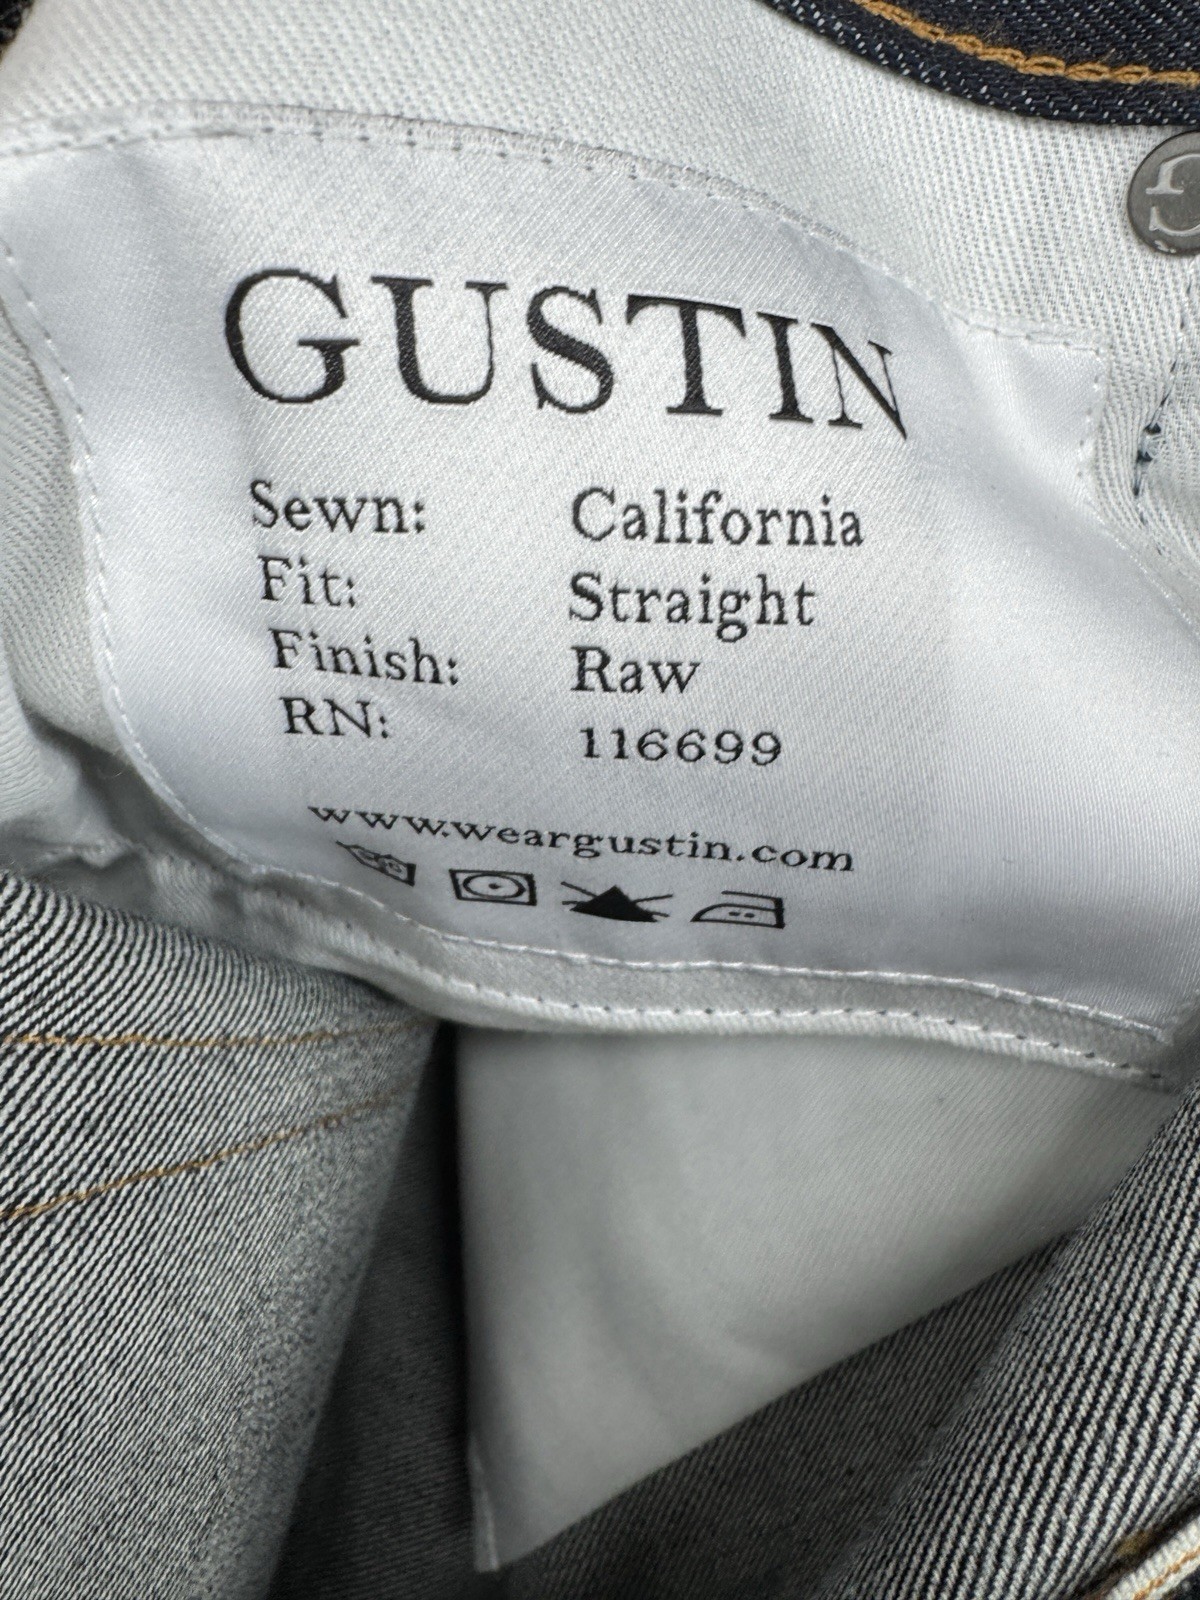 GUSTIN
Sewn: California
Fit: Straight
Finish: Raw
RN: 116699
www.weargustin.com